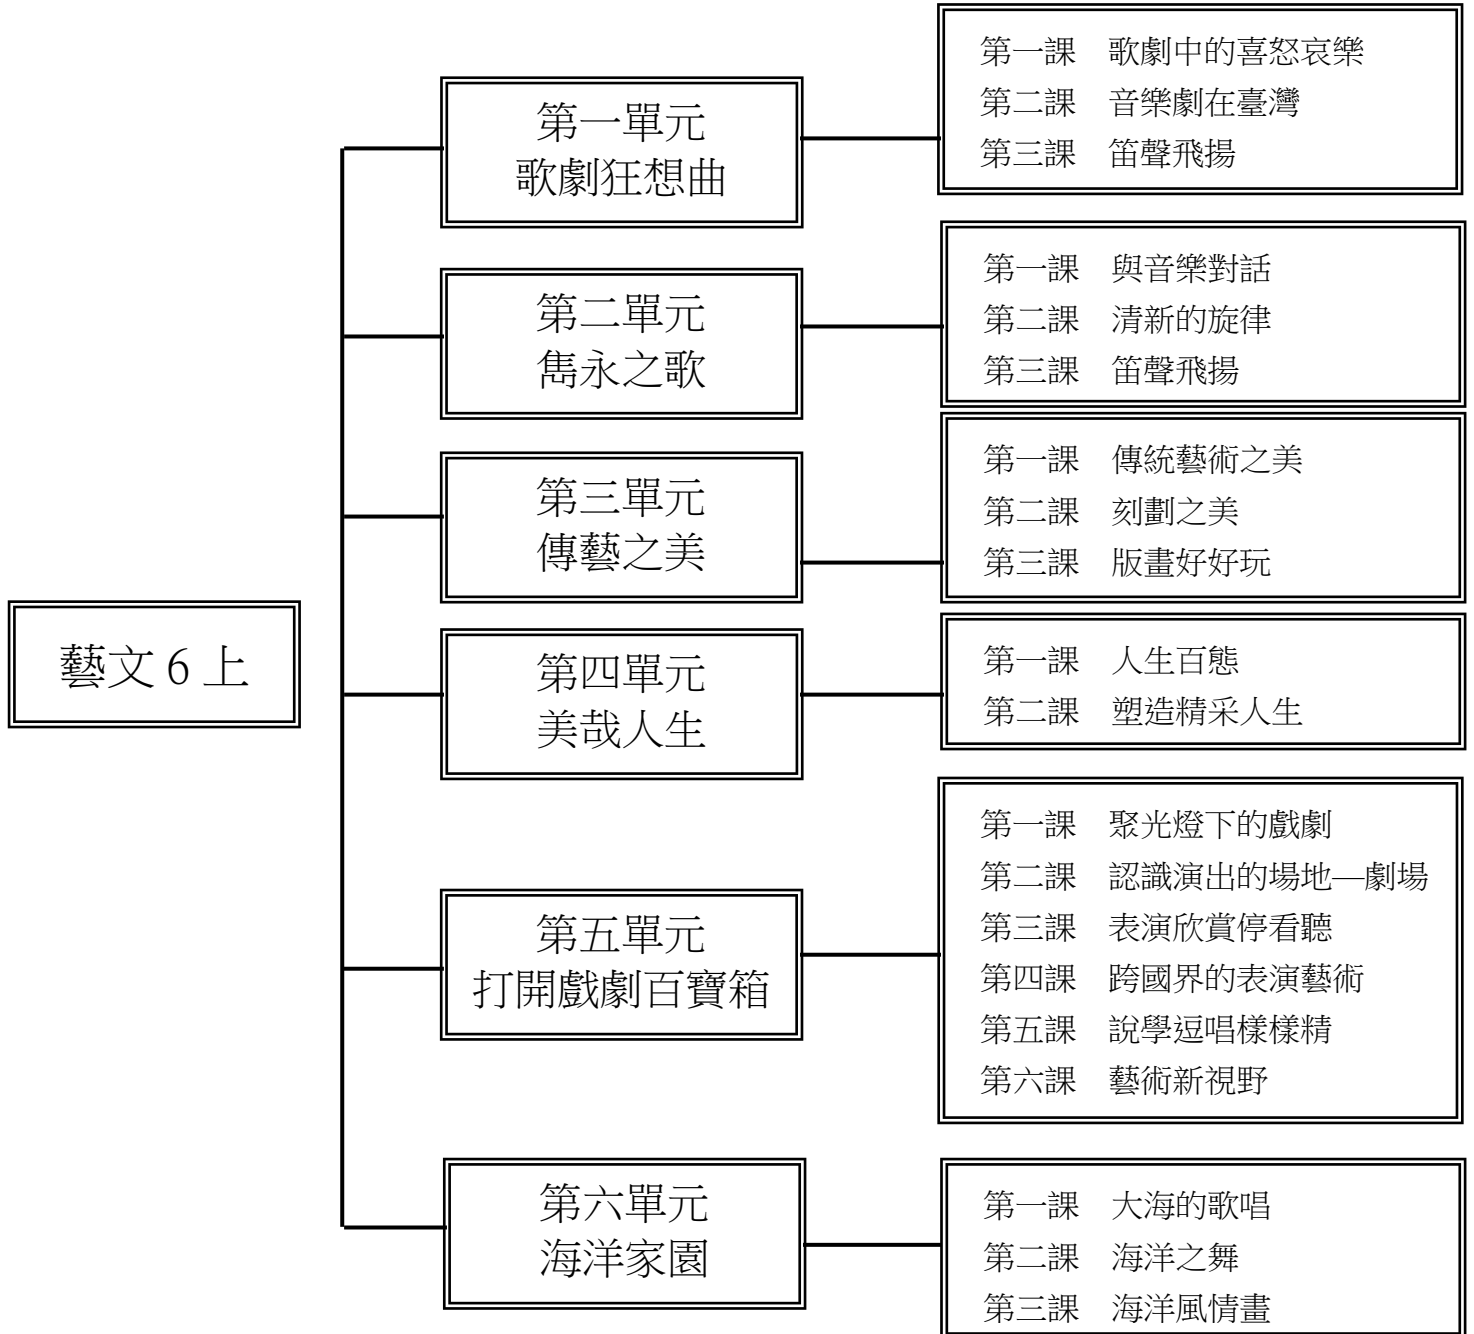 藝文 6 上
第一單元
歌劇狂想曲
第一課　歌劇中的喜怒哀樂
第二課　音樂劇在臺灣
第三課　笛聲飛揚
第二單元
雋永之歌
第一課　與音樂對話
第二課　清新的旋律
第三課　笛聲飛揚
第三單元
傳藝之美
第一課　傳統藝術之美
第二課　刻劃之美
第三課　版畫好好玩
第四單元
美哉人生
第一課　人生百態
第二課　塑造精采人生
第五單元
打開戲劇百寶箱
第一課　聚光燈下的戲劇
第二課　認識演出的場地—劇場
第三課　表演欣賞停看聽
第四課　跨國界的表演藝術
第五課　說學逗唱樣樣精
第六課　藝術新視野
第六單元
海洋家園
第一課　大海的歌唱
第二課　海洋之舞
第三課　海洋風情畫